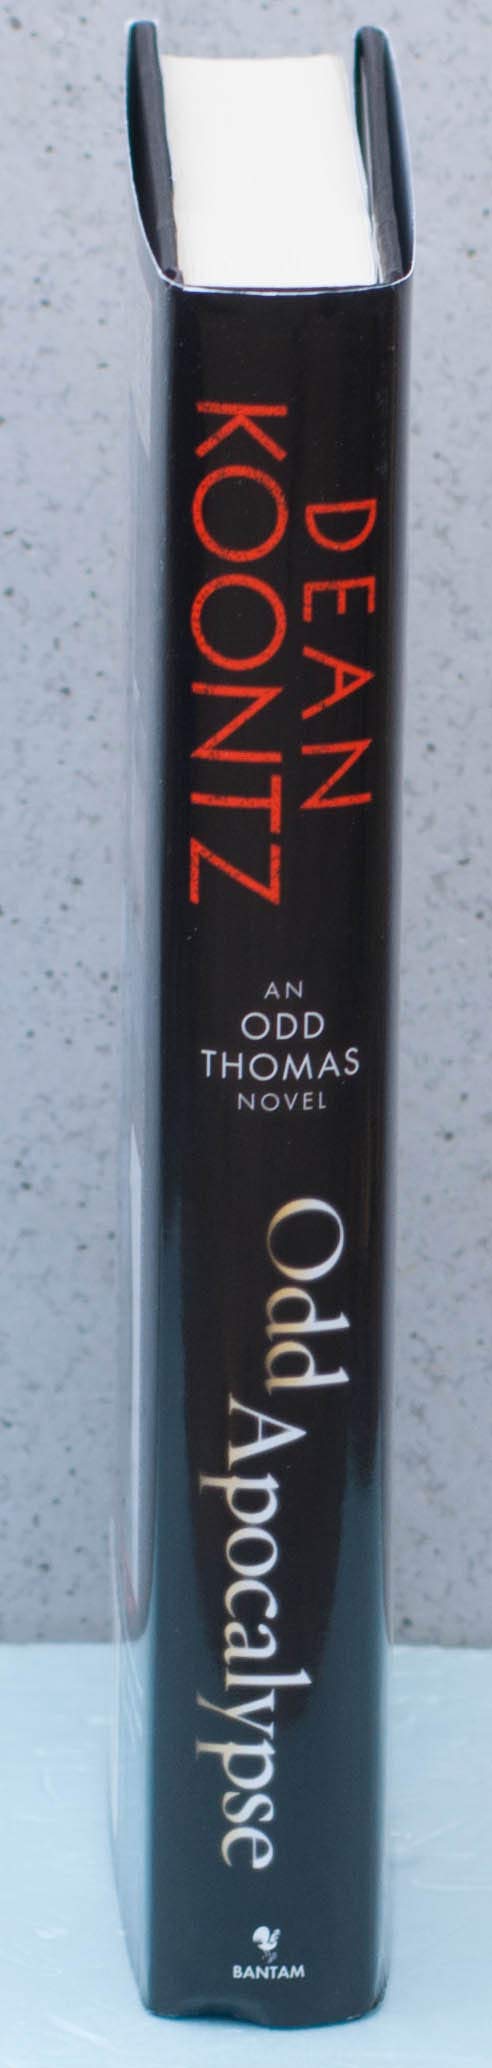 DEAN
KOONTZ
AN
ODD
THOMAS
NOVEL
Odd
Apocalypse
BANTAM